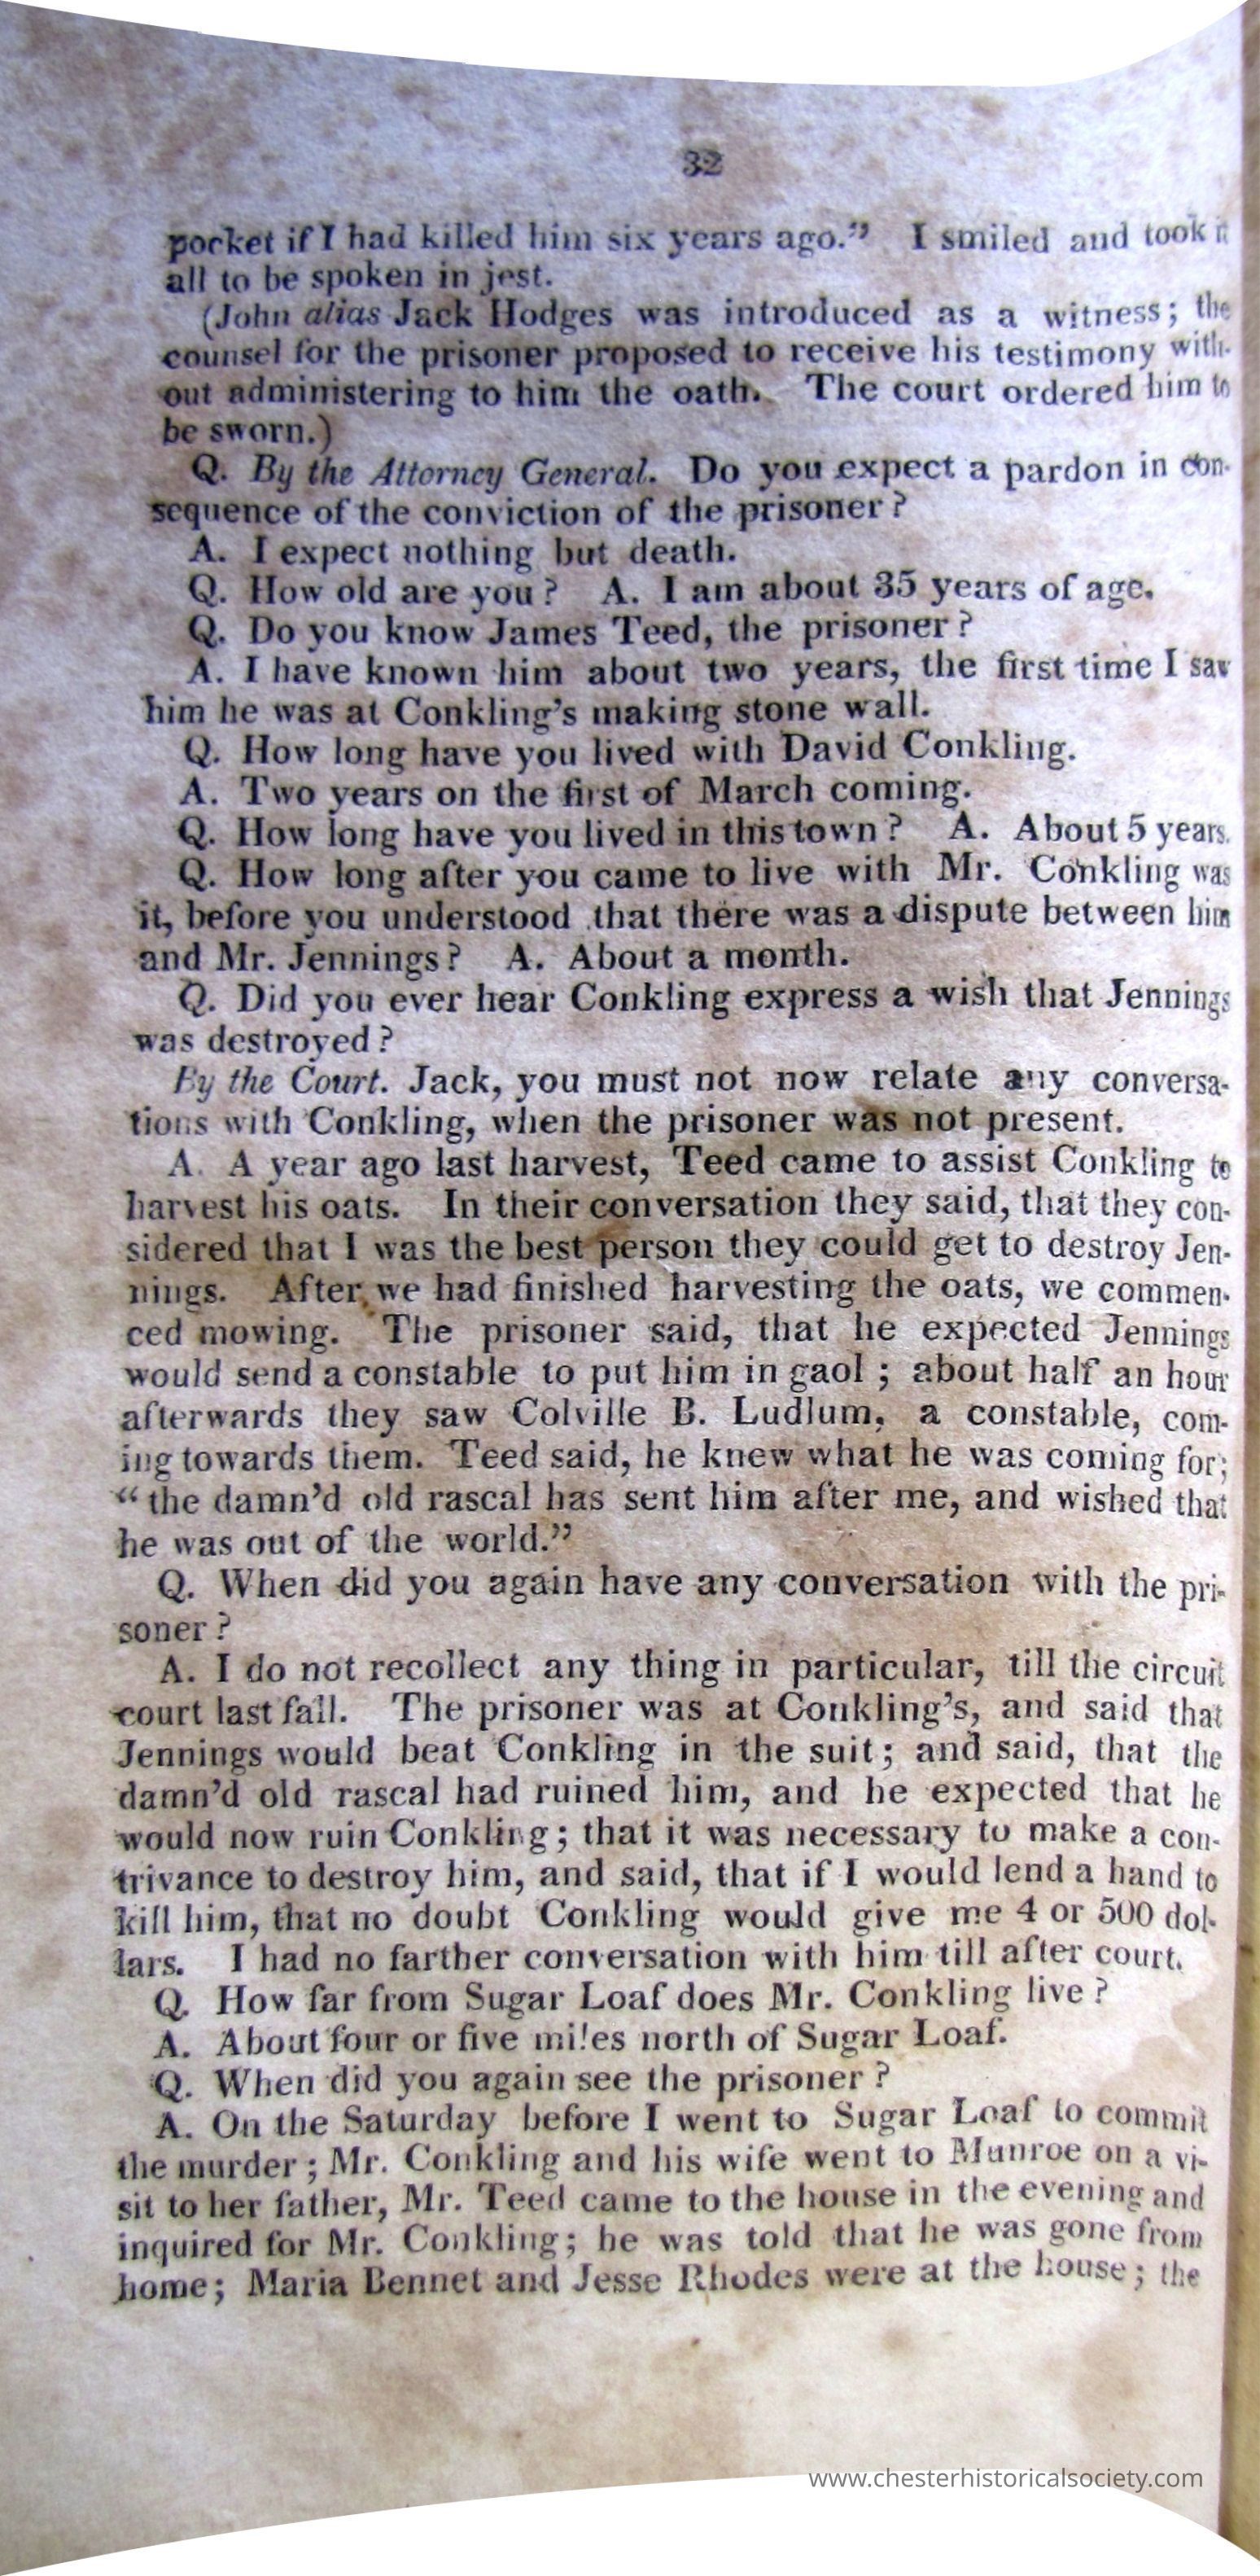 32
pocket if I had killed him six years ago." I smiled and took it
all to be spoken in jest.
(John alias Jack Hodges was introduced as a witness; the
counsel for the prisoner proposed to receive his testimony with-
out administering to him the oath. The court ordered him to
be sworn.)
Q. By the Attorney General. Do you expect a pardon in con-
sequence of the conviction of the prisoner?
A. I expect nothing but death.
Q. How old are you? A. I am about 35 years of age.
Q. Do you know James Teed, the prisoner?
A. I have known him about two years, the first time I saw
him he was at Conkling's making stone wall.
Q. How long have you lived with David Conkling.
A. Two years on the first of March coming.
Q. How long have you lived in this town? A. About 5 years.
Q. How long after you came to live with Mr. Conkling was
it, before you understood that there was a dispute between him
and Mr. Jennings? A. About a month.
Q. Did you ever hear Conkling express a wish that Jennings
was destroyed?
By the Court. Jack, you must not now relate any conversa-
tions with Conkling, when the prisoner was not present.
A. A year ago last harvest, Teed came to assist Conkling to
harvest his oats. In their conversation they said, that they con-
sidered that I was the best person they could get to destroy Jen-
nings. After we had finished harvesting the oats, we commen-
ced mowing. The prisoner said, that he expected Jennings
would send a constable to put him in gaol; about half an hour
afterwards they saw Colville B. Ludlum, a constable, com-
ing towards them. Teed said, he knew what he was coming for;
"the damn'd old rascal has sent him after me, and wished that
he was out of the world."
Q. When did you again have any conversation with the pri-
soner?
A. I do not recollect any thing in particular, till the circuit
court last fall. The prisoner was at Conkling's, and said that
Jennings would beat Conkling in the suit; and said, that the
damn'd old rascal had ruined him, and he expected that he
would now ruin Conkling; that it was necessary to make a con-
trivance to destroy him, and said, that if I would lend a hand to
kill him, that no doubt Conkling would give me 4 or 500 dol-
lars. I had no farther conversation with him till after court.
Q. How far from Sugar Loaf does Mr. Conkling live?
A. About four or five miles north of Sugar Loaf.
Q. When did you again see the prisoner?
A. On the Saturday before I went to Sugar Loaf to commit
the murder; Mr. Conkling and his wife went to Munroe on a vi-
sit to her father, Mr. Teed came to the house in the evening and
inquired for Mr. Conkling; he was told that he was gone from
home; Maria Bennet and Jesse Rhodes were at the house; the
www.chesterhistoricalsociety.com